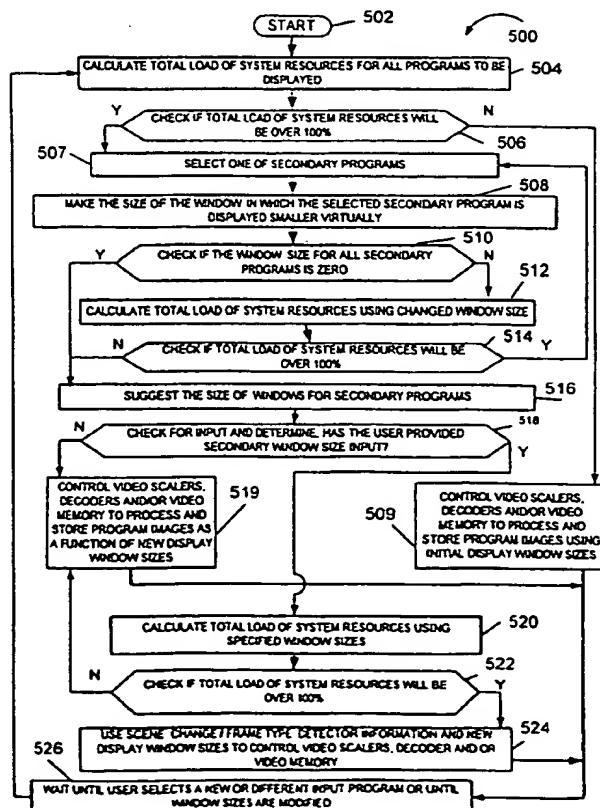 START
502
500
CALCULATE TOTAL LOAD OF SYSTEM RESOURCES FOR ALL PROGRAMS TO BE
DISPLAYED
504
Y
CHECK IF TOTAL LOAD OF SYSTEM RESOURCES WILL
BE OVER 100%
N
506
507
SELECT ONE OF SECONDARY PROGRAMS
508
MAKE THE SIZE OF THE WINDOW IN WHICH THE SELECTED SECONDARY PROGRAM IS
DISPLAYED SMALLER VIRTUALLY
510
Y
CHECK IF THE WINDOW SIZE FOR ALL SECONDARY
PROGRAMS IS ZERO
N
512
CALCULATE TOTAL LOAD OF SYSTEM RESOURCES USING CHANGED WINDOW SIZE
514
N
CHECK IF TOTAL LOAD OF SYSTEM RESOURCES WILL BE
OVER 100%
Y
SUGGEST THE SIZE OF WINDOWS FOR SECONDARY PROGRAMS
516
N
CHECK FOR INPUT AND DETERMINE, HAS THE USER PROVIDED
SECONDARY WINDOW SIZE INPUT?
518
Y
CONTROL VIDEO SCALERS,
DECODERS AND/OR VIDEO
MEMORY TO PROCESS AND
STORE PROGRAM IMAGES AS
A FUNCTION OF NEW DISPLAY
WINDOW SIZES
519
509
CONTROL VIDEO SCALERS,
DECODERS AND/OR VIDEO
MEMORY TO PROCESS AND
STORE PROGRAM IMAGES USING
INITIAL DISPLAY WINDOW SIZES
CALCULATE TOTAL LOAD OF SYSTEM RESOURCES USING
SPECIFIED WINDOW SIZES
520
522
N
CHECK IF TOTAL LOAD OF SYSTEM RESOURCES WILL BE
OVER 100%
Y
USE SCENE CHANGE/FRAME TYPE DETECTOR INFORMATION AND NEW
DISPLAY WINDOW SIZES TO CONTROL VIDEO SCALERS, DECODER AND OR
VIDEO MEMORY
524
526
WAIT UNTIL USER SELECTS A NEW OR DIFFERENT INPUT PROGRAM OR UNTIL
WINDOW SIZES ARE MODIFIED